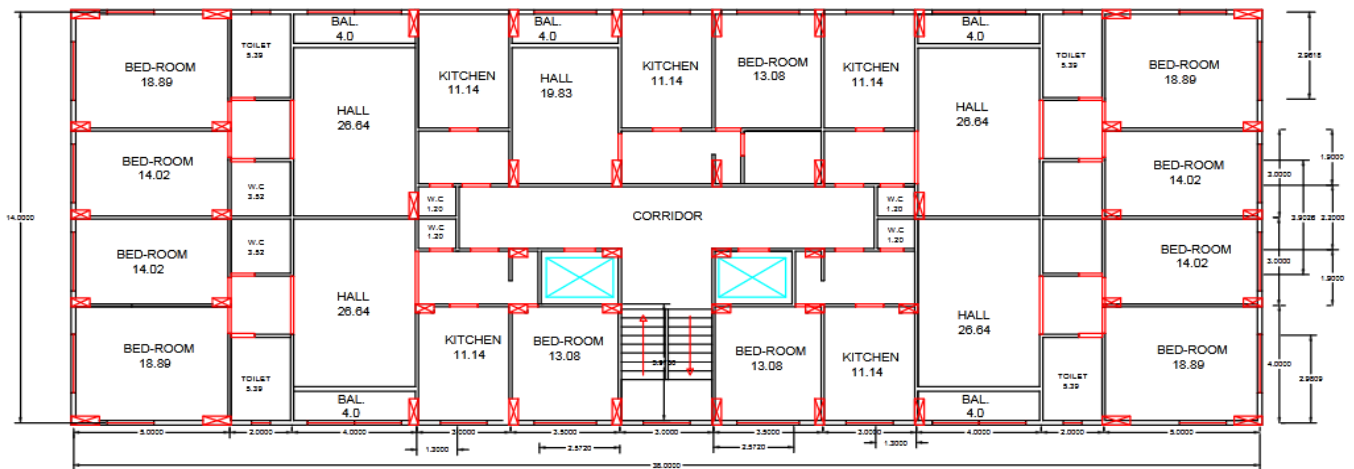 BAL.
4.0
BAL.
4.0
BAL.
4.0
TOILET
5.39
TOILET
5.39
BED-ROOM
18.89
KITCHEN
11.14
HALL
19.83
KITCHEN
11.14
BED-ROOM
13.08
KITCHEN
11.14
BED-ROOM
18.89
HALL
26.64
HALL
26.64
BED-ROOM
14.02
BED-ROOM
14.02
W.C
3.52
W.C
1.20
W.C
1.20
CORRIDOR
14.0000
W.C
1.20
W.C
1.20
W.C
3.52
BED-ROOM
14.02
BED-ROOM
14.02
HALL
26.64
HALL
26.64
KITCHEN
11.14
BED-ROOM
13.08
BED-ROOM
13.08
KITCHEN
11.14
BED-ROOM
18.89
BED-ROOM
18.89
TOILET
5.39
TOILET
5.39
BAL.
4.0
BAL.
4.0
2.9618
1.9000
3.0000
3.9026
2.2000
3.0000
1.9000
4.0000
2.9609
5.0000
2.0000
4.0000
3.0000
3.5000
3.0000
3.5000
3.0000
4.0000
2.0000
5.0000
1.3000
2.5720
2.5720
1.3000